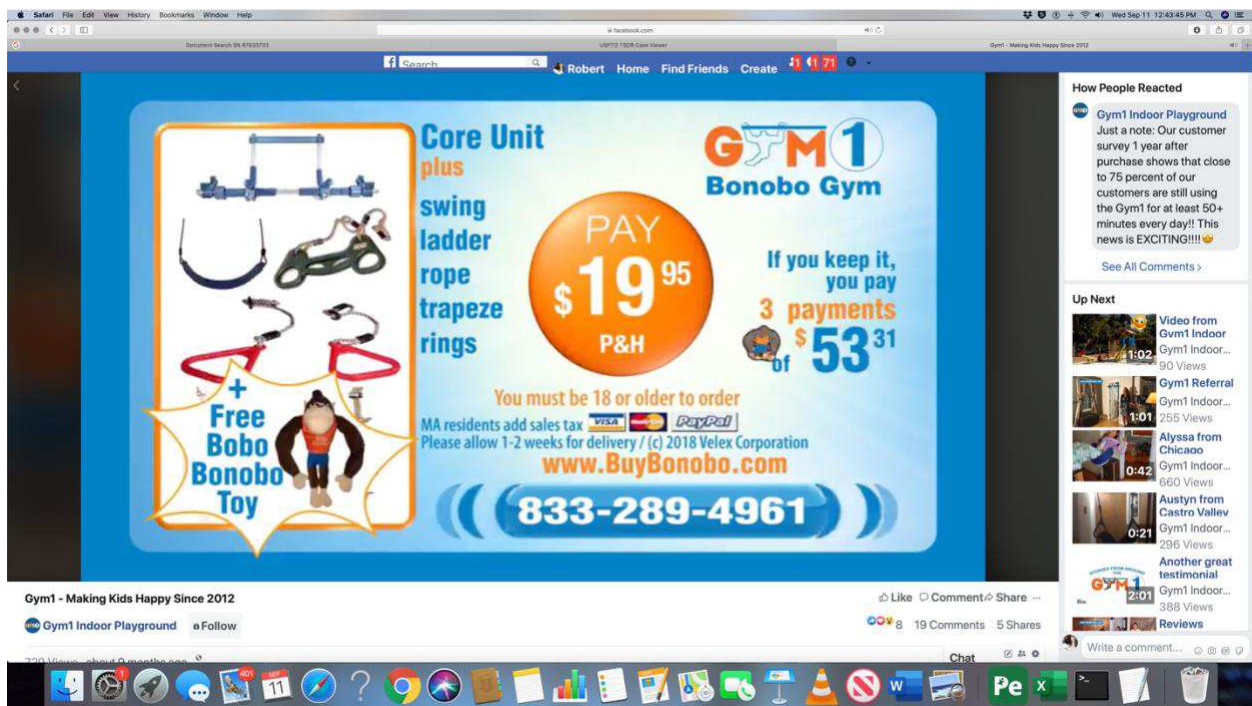 Safari File Edit View History Bookmarks Window Help
Wed Sep 11 12:43:45 PM
facebook.com
Document Search SN 87933733
USPTO TSDR Case Viewer
Gym1 - Making Kids Happy Since 2012
f Search
Robert Home Find Friends Create 71
Core Unit
plus
swing
ladder
rope
trapeze
rings
GYM1
Bonobo Gym
PAY
$19 95
P&H
If you keep it,
you pay
3 payments
of $53 31
+
Free
Bobo
Bonobo
Toy
You must be 18 or older to order
MA residents add sales tax VISA PayPal
Please allow 1-2 weeks for delivery / (c) 2018 Velex Corporation
www.BuyBonobo.com
833-289-4961
How People Reacted
Gym1 Indoor Playground
Just a note: Our customer
survey 1 year after
purchase shows that close
to 75 percent of our
customers are still using
the Gym1 for at least 50+
minutes every day!! This
news is EXCITING!!!!
See All Comments
Up Next
Video from
Gym1 Indoor
Gym1 Indoor...
90 Views
1:02
Gym1 Referral
Gym1 Indoor...
255 Views
1:01
Alyssa from
Chicago
Gym1 Indoor...
660 Views
0:42
Austyn from
Castro Valley
Gym1 Indoor...
296 Views
0:21
Another great
testimonial
Gym1 Indoor...
388 Views
GYM1
2:01
Reviews
Gym1 - Making Kids Happy Since 2012
Like Comment Share ...
Gym1 Indoor Playground Follow
8 19 Comments 5 Shares
729 Views about 9 months ago
Chat
Write a comment...
401
SEP
11
W
Pe
X